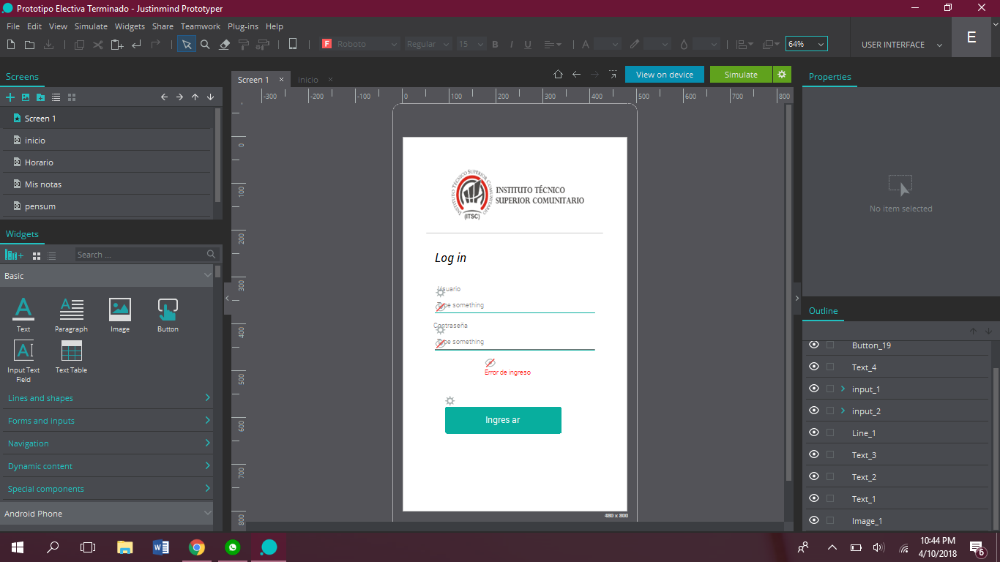 Prototipo Electiva Terminado - Justinmind Prototyper
File Edit View Simulate Widgets Share Teamwork Plug-ins Help
F Roboto Regular 15 B I U A 64% USER INTERFACE E
Screens
Screen 1
inicio
Horario
Mis notas
pensum
Widgets
Search ...
Basic
Text Paragraph Image Button
Input Text Field Text Table
Lines and shapes
Forms and inputs
Navigation
Dynamic content
Special components
Android Phone
Screen 1 × inicio ×
View on device Simulate
-300 -200 -100 0 100 200 300 400 500 600 700 800
0
100
200
300
400
500
600
700
800
INSTITUTO TÉCNICO SUPERIOR COMUNITARIO
(ITSC)
INSTITUTO TÉCNICO
SUPERIOR COMUNITARIO
Log in
Usuario
Type something
Contraseña
Type something
Error de ingreso
Ingres ar
480 x 800
Properties
No item selected
Outline
Button_19
Text_4
input_1
input_2
Line_1
Text_3
Text_2
Text_1
Image_1
10:44 PM
4/10/2018
6